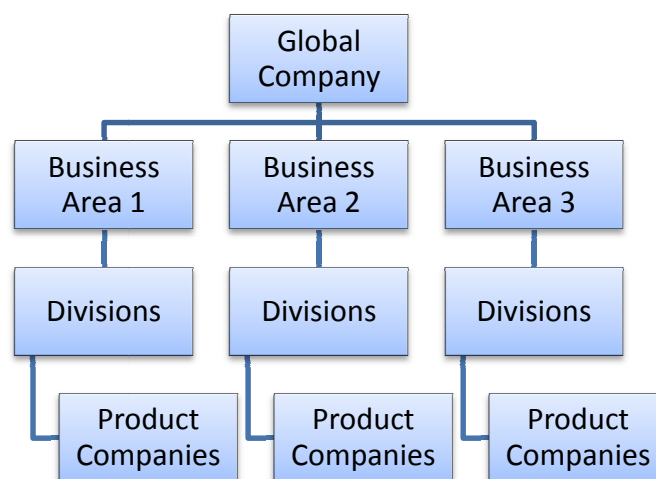 Global
Company
Business
Area 1
Business
Area 2
Business
Area 3
Divisions
Divisions
Divisions
Product
Companies
Product
Companies
Product
Companies